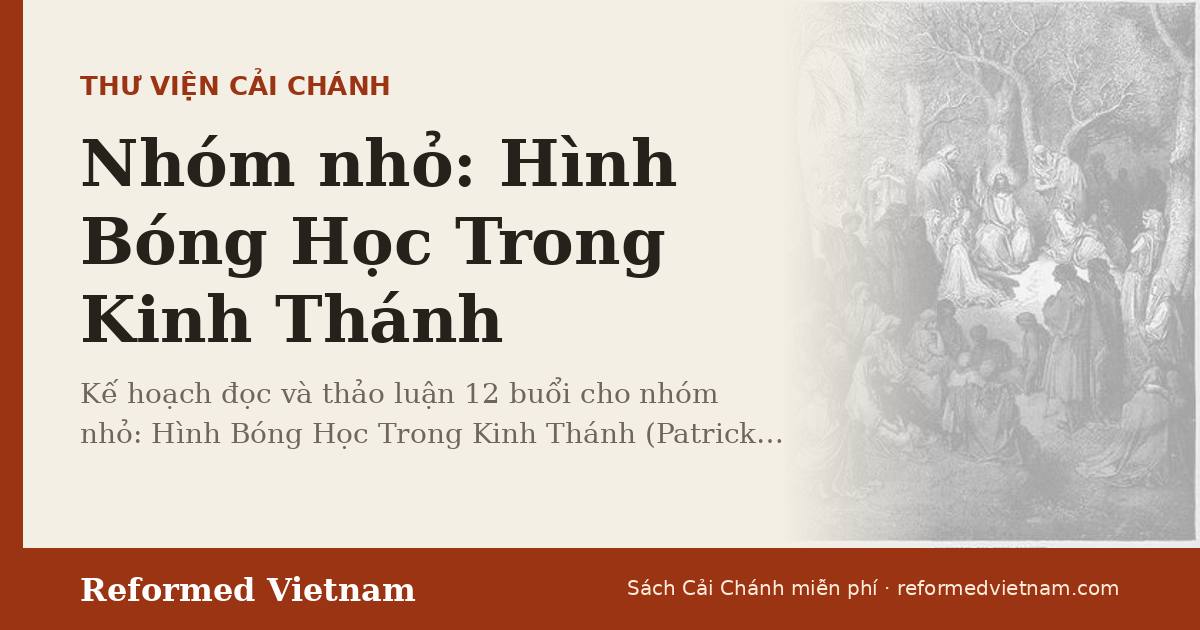 THƯ VIỆN CẢI CHÁNH
Nhóm nhỏ: Hình
Bóng Học Trong
Kinh Thánh
Kế hoạch đọc và thảo luận 12 buổi cho nhóm
nhỏ: Hình Bóng Học Trong Kinh Thánh (Patrick...
Reformed Vietnam
Sách Cải Chánh miễn phí · reformedvietnam.com